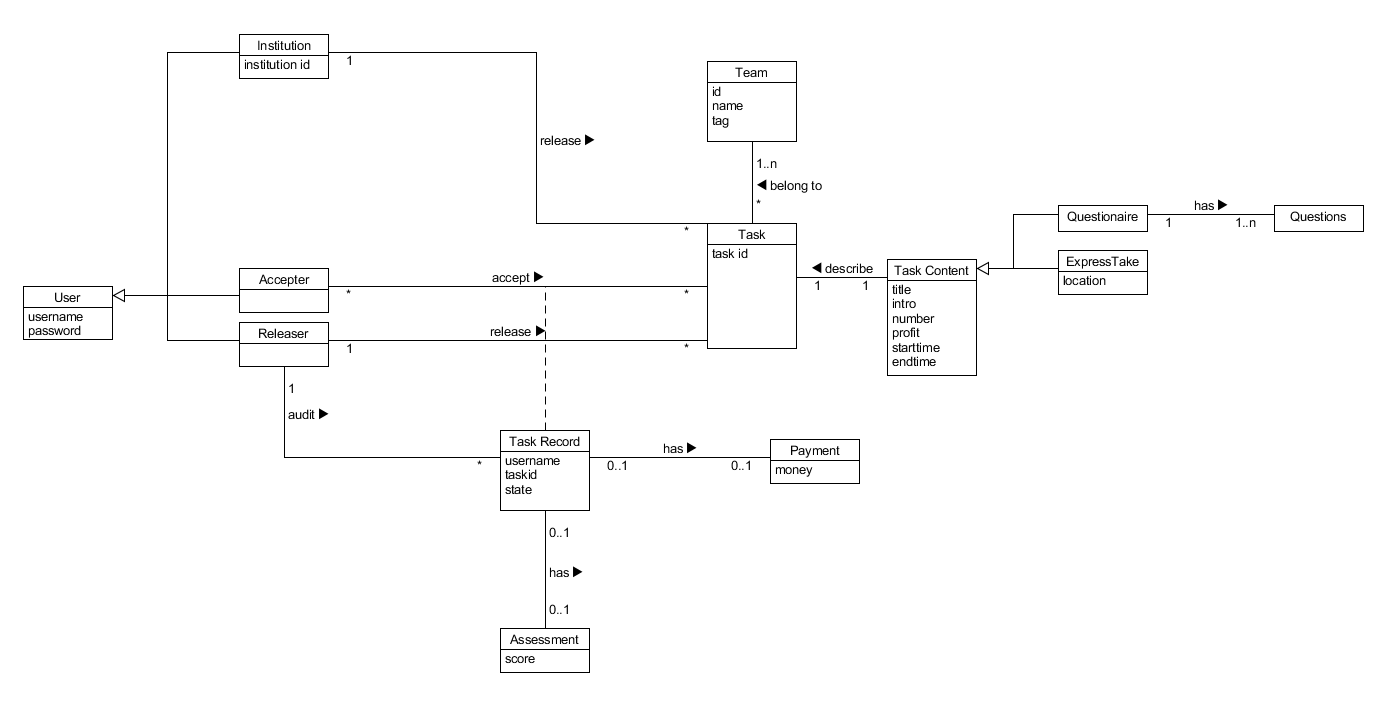 Institution
institution id
1
release ▶
Team
id
name
tag
1..n
◀ belong to
*
*
Task
task id
Questionaire
has ▶
1
1..n
Questions
ExpressTake
location
Task Content
title
intro
number
profit
starttime
endtime
◀ describe
1
1
Accepter
accept ▶
*
*
User
username
password
Releaser
release ▶
1
*
1
audit ▶
*
Task Record
username
taskid
state
has ▶
0..1
0..1
Payment
money
0..1
has ▶
0..1
Assessment
score